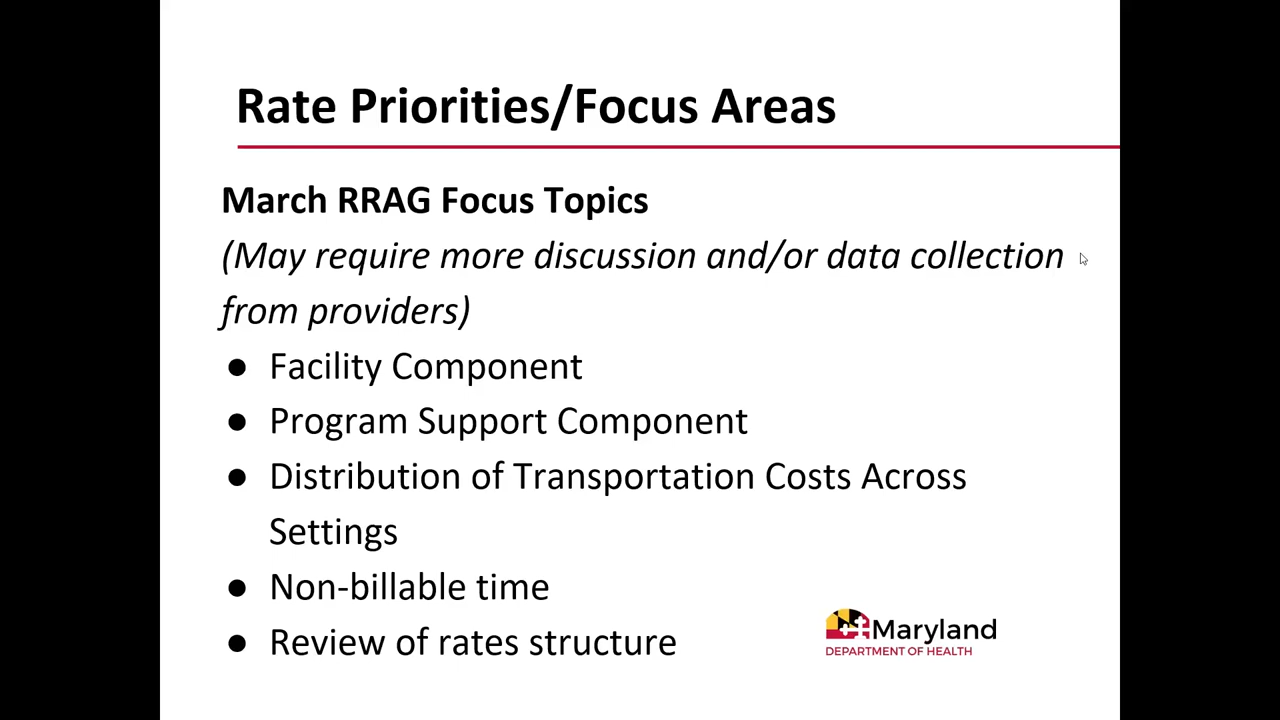 Rate Priorities/Focus Areas
March RRAG Focus Topics
(May require more discussion and/or data collection
from providers)
● Facility Component
● Program Support Component
● Distribution of Transportation Costs Across
Settings
● Non-billable time
● Review of rates structure
Maryland
DEPARTMENT OF HEALTH